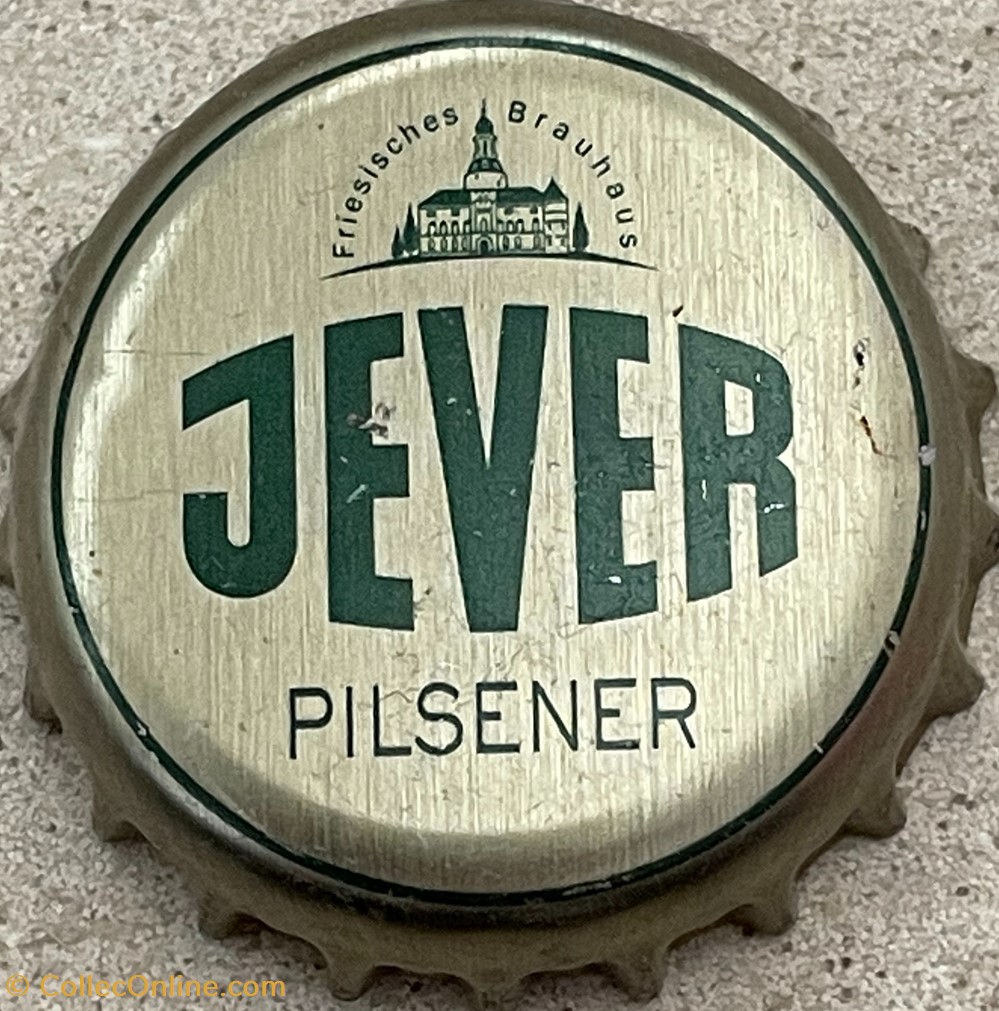 Friesisches Brauhaus
JEVER
PILSENER
© CollecOnline.com